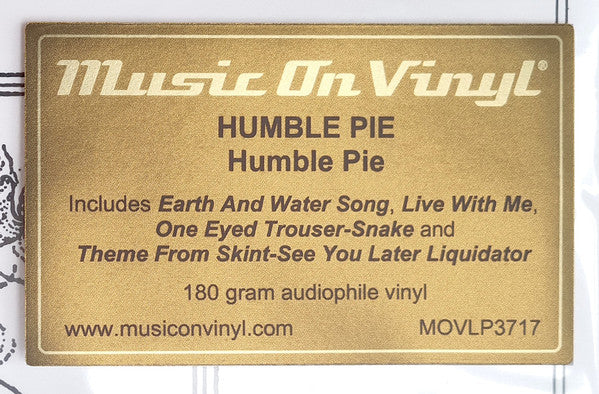 Music On Vinyl®
HUMBLE PIE
Humble Pie
Includes Earth And Water Song, Live With Me,
One Eyed Trouser-Snake and
Theme From Skint-See You Later Liquidator
180 gram audiophile vinyl
www.musiconvinyl.com MOVLP3717